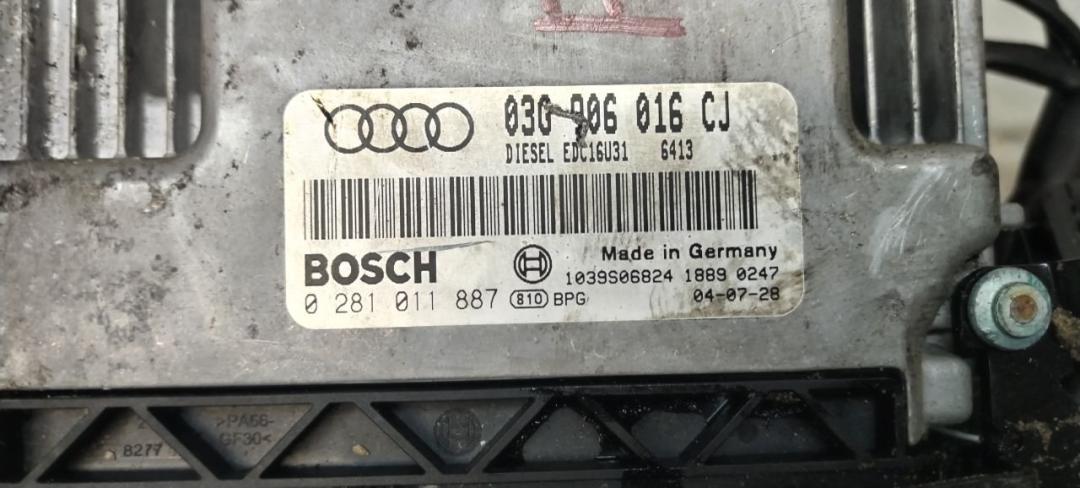 03G 906 016 CJ
DIESEL EDC16U31 6413
BOSCH
Made in Germany
1039S06824 1889 0247
0 281 011 887 810 BPG
04-07-28
>PA66-
GF30<
8277